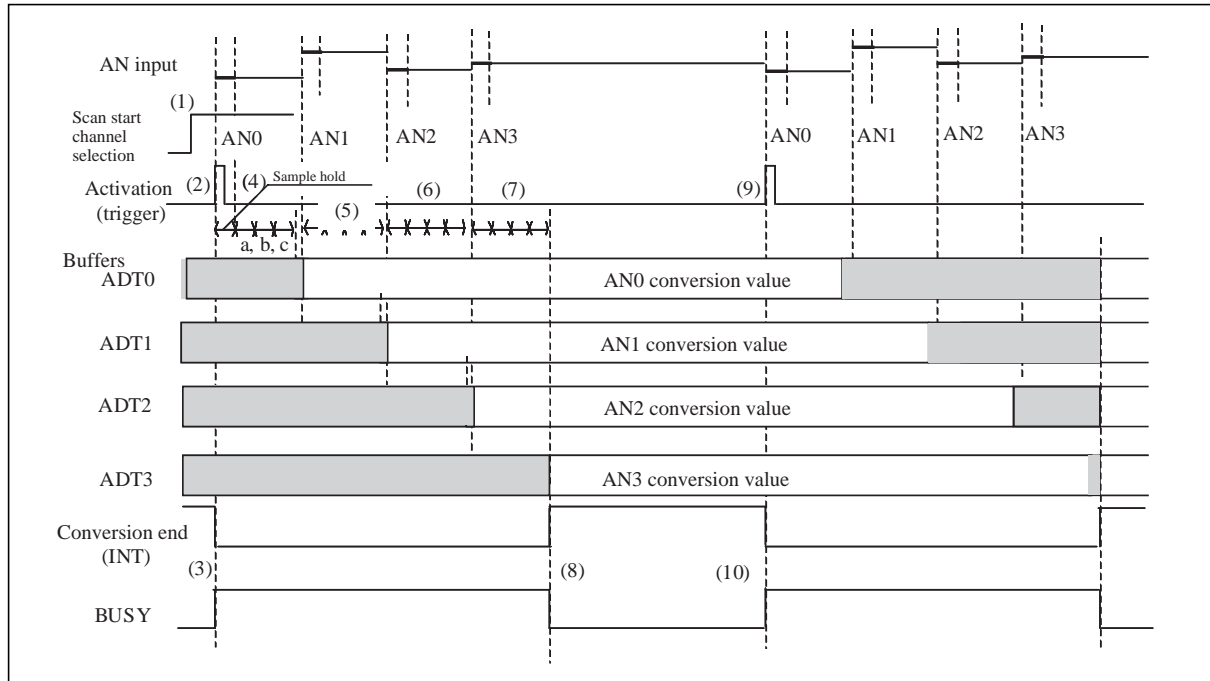 AN input
(1)
Scan start
channel
selection
AN0 AN1 AN2 AN3 AN0 AN1 AN2 AN3
Activation
(trigger)
(2) (4) Sample hold (6) (7) (9)
(5)
a, b, c
Buffers
ADT0 AN0 conversion value
ADT1 AN1 conversion value
ADT2 AN2 conversion value
ADT3 AN3 conversion value
Conversion end
(INT)
(3) (8) (10)
BUSY